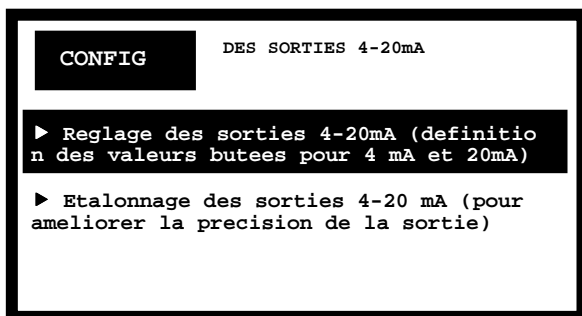 CONFIG
DES SORTIES 4-20mA
▶ Reglage des sorties 4-20mA (definitio
n des valeurs butees pour 4 mA et 20mA)
▶ Etalonnage des sorties 4-20 mA (pour
ameliorer la precision de la sortie)